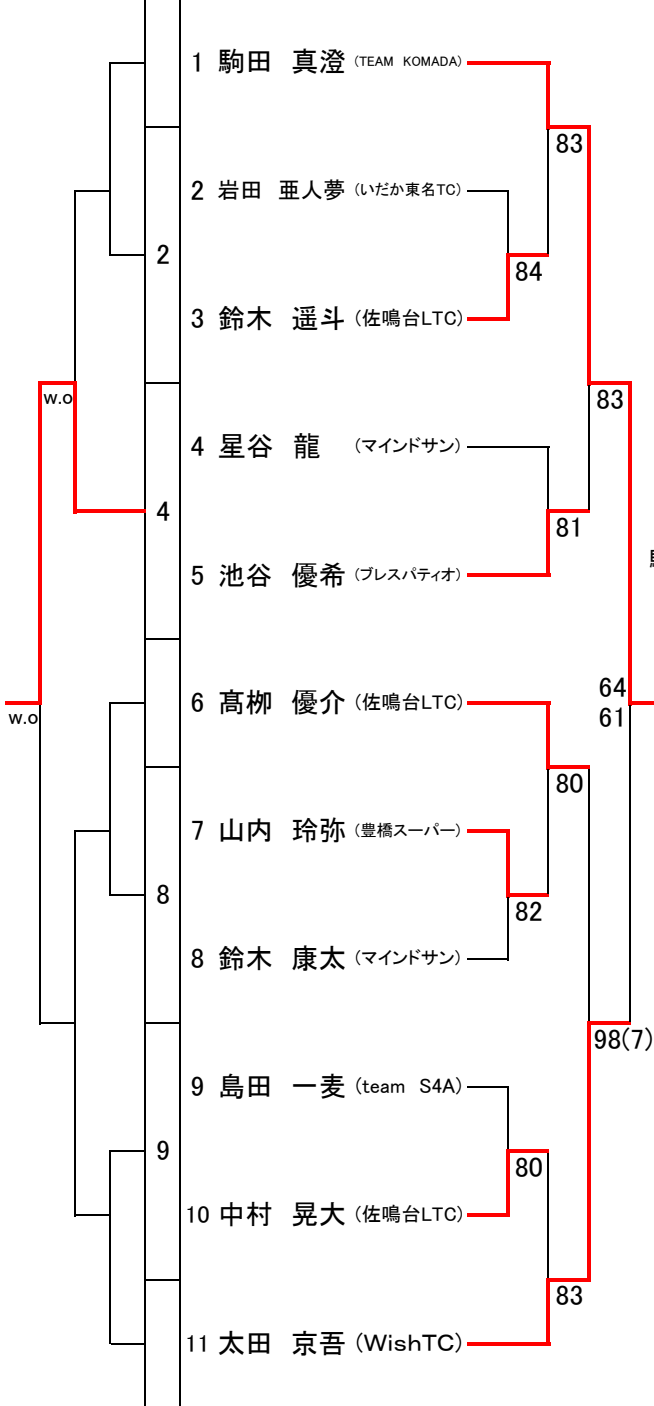 1 駒田 真澄 (TEAM KOMADA)
83
2 岩田 亜人夢 (いだか東名TC)
2
84
3 鈴木 遥斗 (佐鳴台LTC)
w.o
83
4 星谷 龍 (マインドサン)
4
81
5 池谷 優希 (ブレスパティオ)
6 髙栁 優介 (佐鳴台LTC)
64
w.o
61
80
7 山内 玲弥 (豊橋スーパー)
8
82
8 鈴木 康太 (マインドサン)
98(7)
9 島田 一麦 (team S4A)
9
80
10 中村 晃大 (佐鳴台LTC)
83
11 太田 京吾 (WishTC)